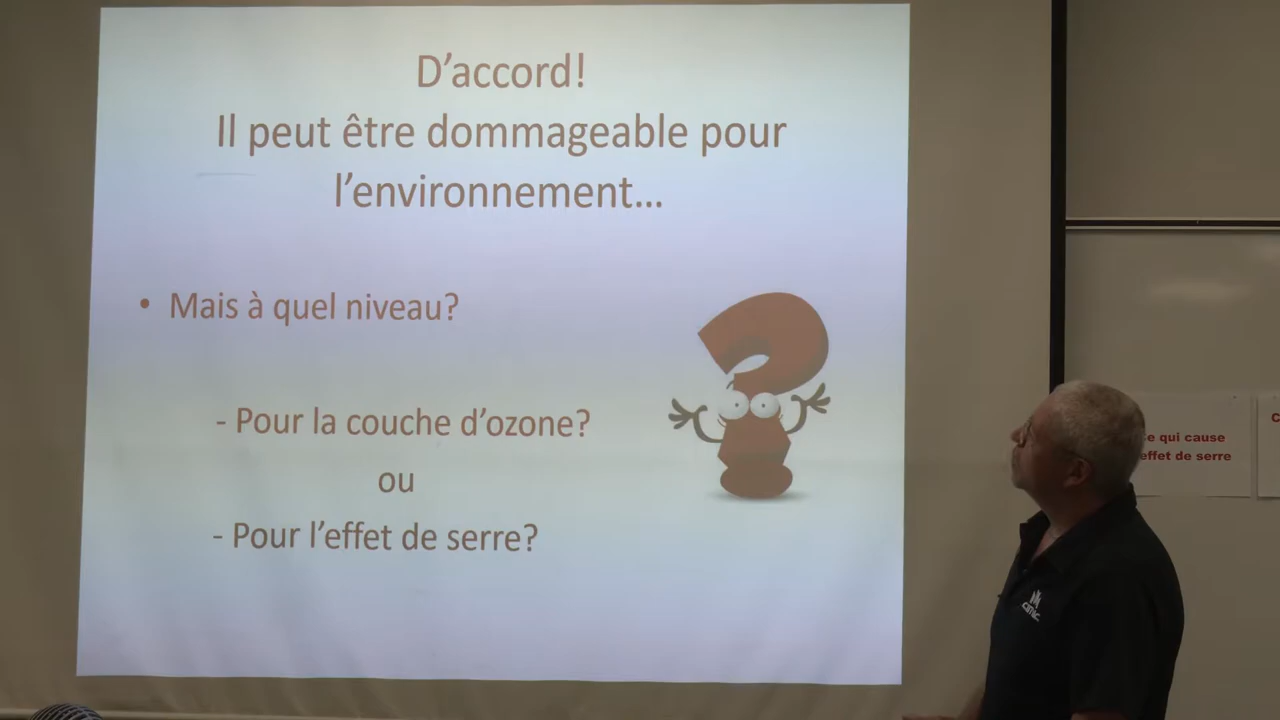 D'accord!
Il peut être dommageable pour
l'environnement...
• Mais à quel niveau?
- Pour la couche d'ozone?
ou
- Pour l'effet de serre?
e qui cause
effet de serre
cimic